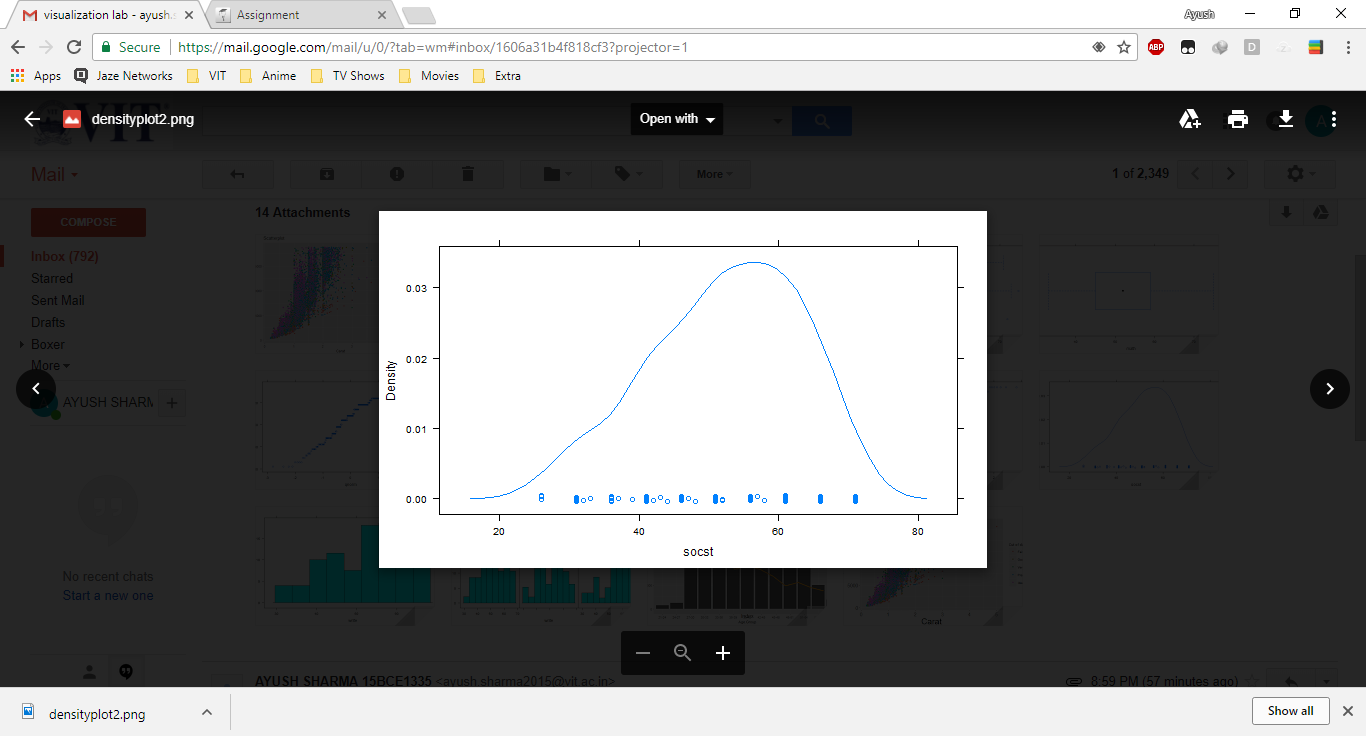 visualization lab - ayush.s
Assignment
Ayush
Secure
https://mail.google.com/mail/u/0/?tab=wm#inbox/1606a31b4f818cf3?projector=1
ABP
D
Apps
Jaze Networks
VIT
Anime
TV Shows
Movies
Extra
densityplot2.png
VIT
Open with
A
Mail
More
1 of 2,349
COMPOSE
14 Attachments
Inbox (792)
Starred
Sent Mail
Drafts
Boxer
More
AYUSH SHARM
No recent chats
Start a new one
Density
0.03
0.02
0.01
0.00
20 40 60 80
socst
Carat
AYUSH SHARMA 15BCE1335 <ayush.sharma2015@vit.ac.in>
8:59 PM (57 minutes ago)
densityplot2.png
Show all